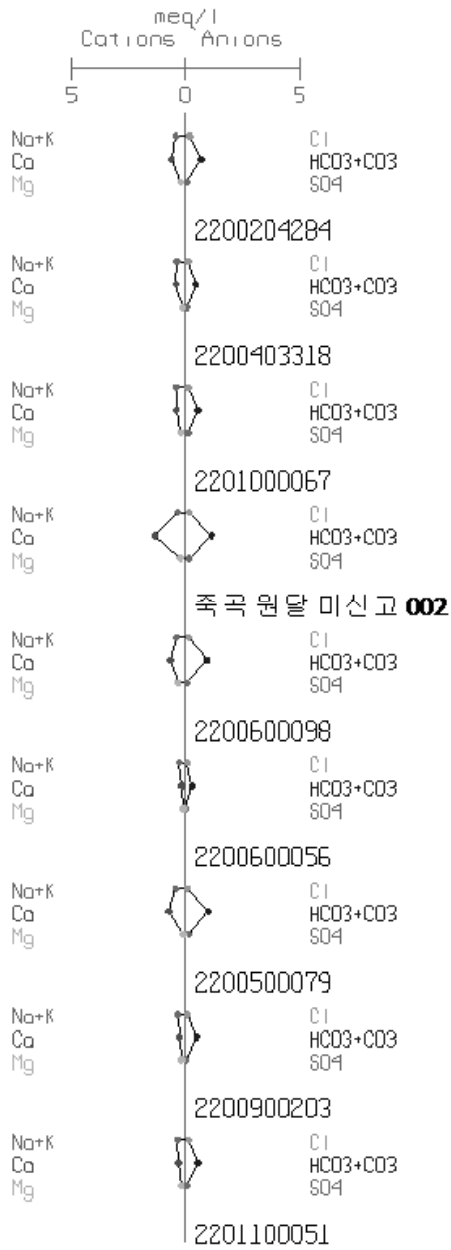 meq/l
Cations Anions
5 0 5
Na+K Cl
Ca HCO3+CO3
Mg SO4
2200204284
Na+K Cl
Ca HCO3+CO3
Mg SO4
2200403318
Na+K Cl
Ca HCO3+CO3
Mg SO4
2201000067
Na+K Cl
Ca HCO3+CO3
Mg SO4
죽곡원달미신고 002
Na+K Cl
Ca HCO3+CO3
Mg SO4
2200600098
Na+K Cl
Ca HCO3+CO3
Mg SO4
2200600056
Na+K Cl
Ca HCO3+CO3
Mg SO4
2200500079
Na+K Cl
Ca HCO3+CO3
Mg SO4
2200900203
Na+K Cl
Ca HCO3+CO3
Mg SO4
2201100051